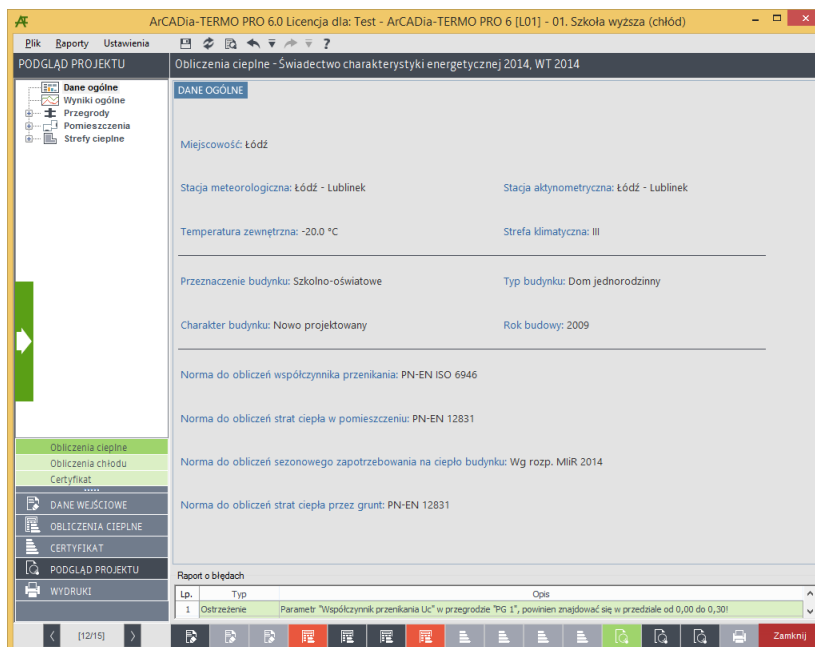 ArCADia-TERMO PRO 6.0 Licencja dla: Test - ArCADia-TERMO PRO 6 [L01] - 01. Szkoła wyższa (chłód)
Plik Raporty Ustawienia ?
PODGLĄD PROJEKTU
Obliczenia cieplne - Świadectwo charakterystyki energetycznej 2014, WT 2014
Dane ogólne
Wyniki ogólne
Przegrody
Pomieszczenia
Strefy cieplne
DANE OGÓLNE
Miejscowość: Łódź
Stacja meteorologiczna: Łódź - Lublinek
Stacja aktynometryczna: Łódź - Lublinek
Temperatura zewnętrzna: -20.0 °C
Strefa klimatyczna: III
Przeznaczenie budynku: Szkolno-oświatowe
Typ budynku: Dom jednorodzinny
Charakter budynku: Nowo projektowany
Rok budowy: 2009
Norma do obliczeń współczynnika przenikania: PN-EN ISO 6946
Norma do obliczeń strat ciepła w pomieszczeniu: PN-EN 12831
Norma do obliczeń sezonowego zapotrzebowania na ciepło budynku: Wg rozp. MIiR 2014
Norma do obliczeń strat ciepła przez grunt: PN-EN 12831
Obliczenia cieplne
Obliczenia chłodu
Certyfikat
DANE WEJŚCIOWE
OBLICZENIA CIEPLNE
CERTYFIKAT
PODGLĄD PROJEKTU
WYDRUKI
Raport o błędach
Lp. Typ Opis
1 Ostrzeżenie Parametr "Współczynnik przenikania Uc" w przegrodzie "PG 1", powinien znajdować się w przedziale od 0,00 do 0,30!
[12/15]
Zamknij